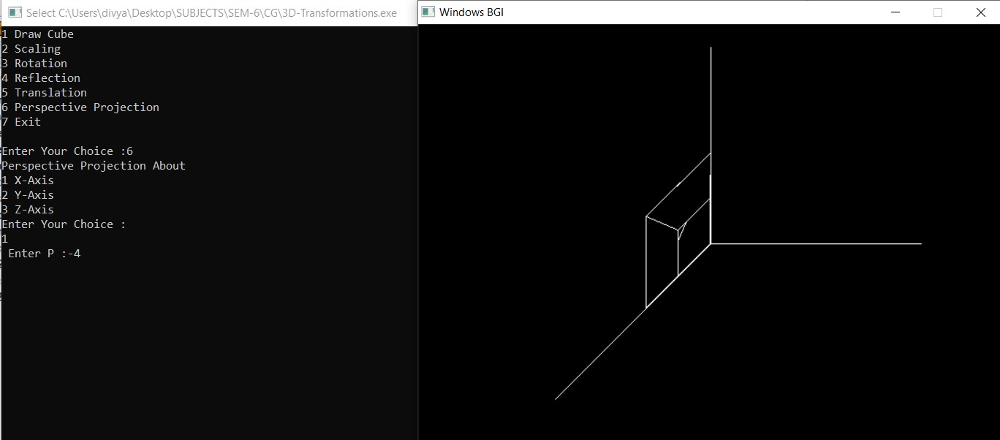 Select C:\Users\divya\Desktop\SUBJECTS\SEM-6\CG\3D-Transformations.exe
1 Draw Cube
2 Scaling
3 Rotation
4 Reflection
5 Translation
6 Perspective Projection
7 Exit
Enter Your Choice :6
Perspective Projection About
1 X-Axis
2 Y-Axis
3 Z-Axis
Enter Your Choice :
1
Enter P :-4
Windows BGI